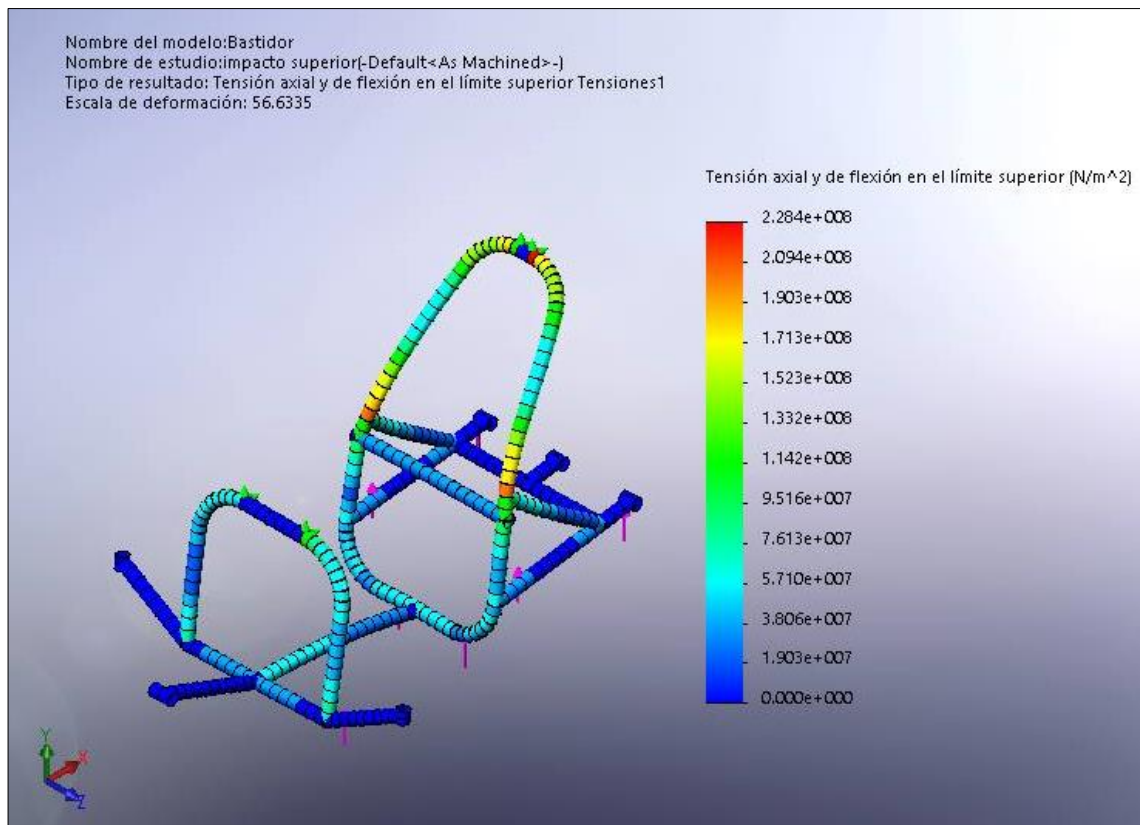 Nombre del modelo:Bastidor
Nombre de estudio:impacto superior(-Default<As Machined>-)
Tipo de resultado: Tensión axial y de flexión en el límite superior Tensiones1
Escala de deformación: 56.6335
Tensión axial y de flexión en el límite superior (N/m^2)
2.284e+008
2.094e+008
1.903e+008
1.713e+008
1.523e+008
1.332e+008
1.142e+008
9.516e+007
7.613e+007
5.710e+007
3.806e+007
1.903e+007
0.000e+000
Y
X
Z